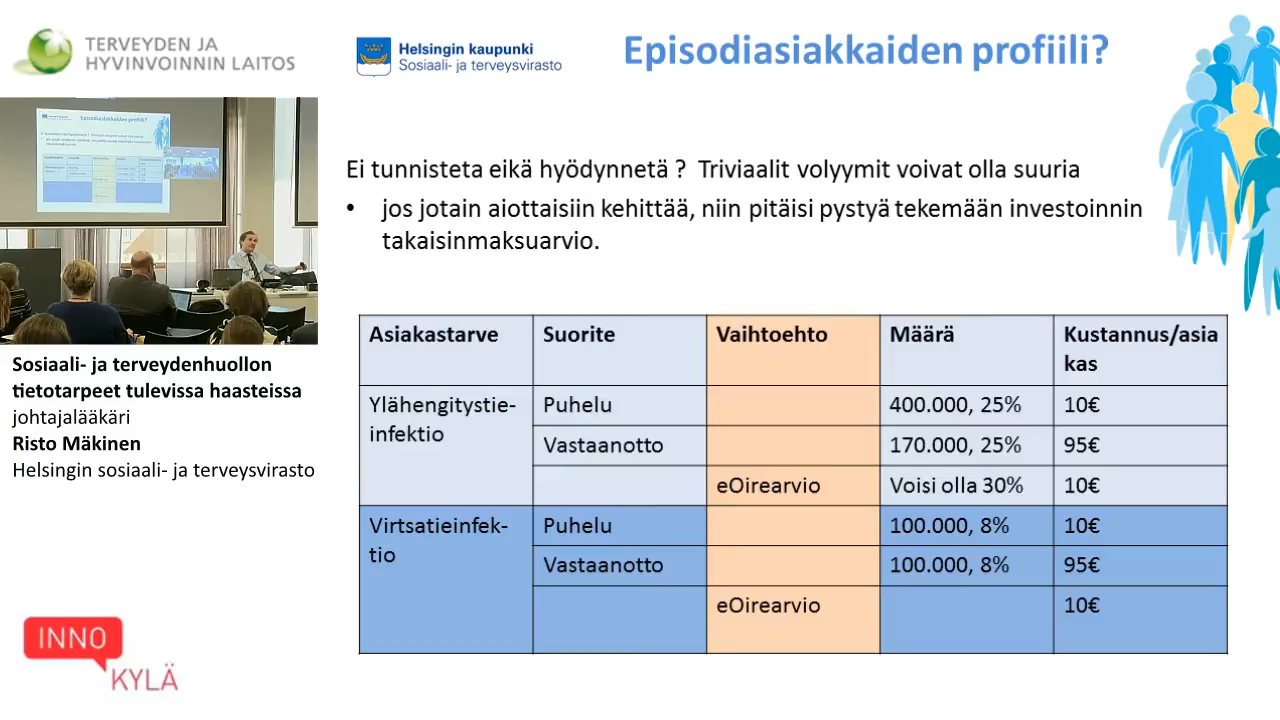 TERVEYDEN JA
HYVINVOINNIN LAITOS
Helsingin kaupunki
Sosiaali- ja terveysvirasto
Episodiasiakkaiden profiili?
Ei tunnisteta eikä hyödynnetä ? Triviaalit volyymit voivat olla suuria
• jos jotain aiottaisiin kehittää, niin pitäisi pystyä tekemään investoinnin
takaisinmaksuarvio.
Asiakastarve Suorite Vaihtoehto Määrä Kustannus/asia
kas
Ylähengitystie-
infektio
Puhelu 400.000, 25% 10€
Vastaanotto 170.000, 25% 95€
eOirearvio Voisi olla 30% 10€
Virtsatieinfek-
tio
Puhelu 100.000, 8% 10€
Vastaanotto 100.000, 8% 95€
eOirearvio 10€
Episodiasiakkaiden profiili?
Sosiaali- ja terveydenhuollon
tietotarpeet tulevissa haasteissa
johtajalääkäri
Risto Mäkinen
Helsingin sosiaali- ja terveysvirasto
INNO
KYLÄ